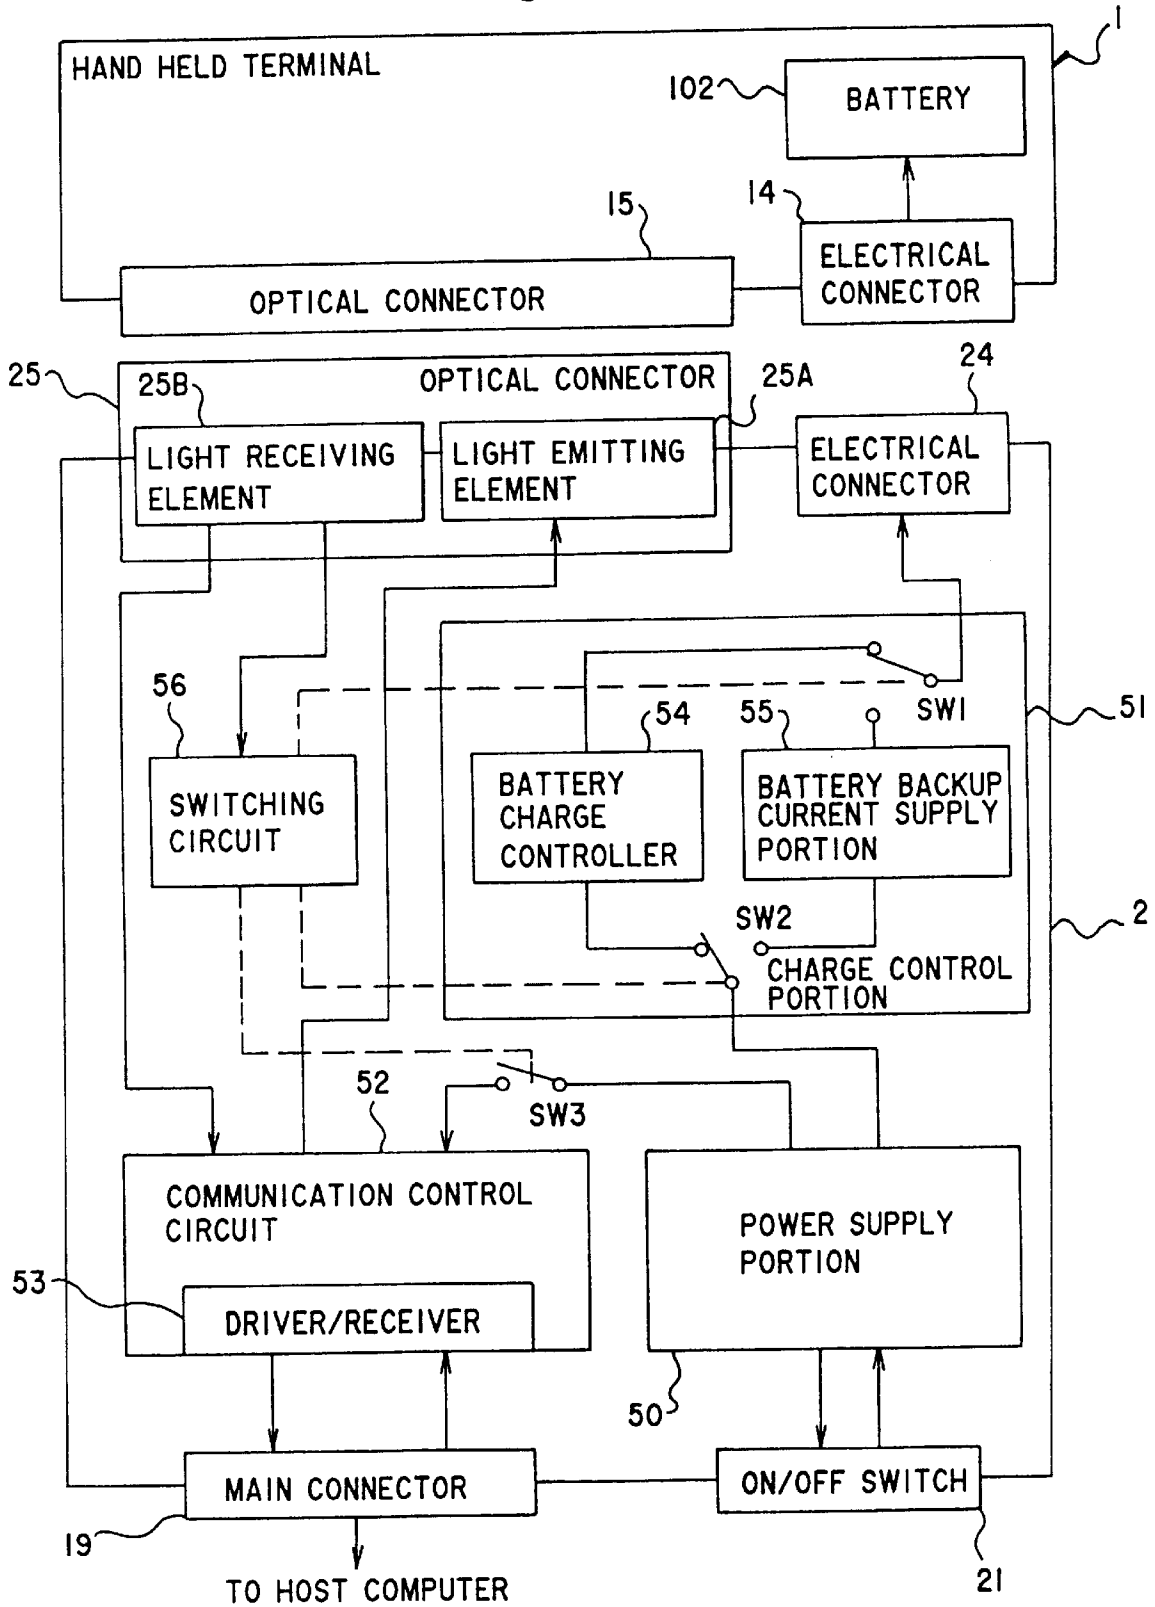 1
HAND HELD TERMINAL
102
BATTERY
15
14
ELECTRICAL
CONNECTOR
OPTICAL CONNECTOR
25
25B
OPTICAL CONNECTOR
25A
24
LIGHT RECEIVING
ELEMENT
LIGHT EMITTING
ELEMENT
ELECTRICAL
CONNECTOR
56
54
55
SW1
51
SWITCHING
CIRCUIT
BATTERY
CHARGE
CONTROLLER
BATTERY BACKUP
CURRENT SUPPLY
PORTION
SW2
2
CHARGE CONTROL
PORTION
52
SW3
COMMUNICATION CONTROL
CIRCUIT
POWER SUPPLY
PORTION
53
DRIVER/RECEIVER
50
MAIN CONNECTOR
ON/OFF SWITCH
19
21
TO HOST COMPUTER